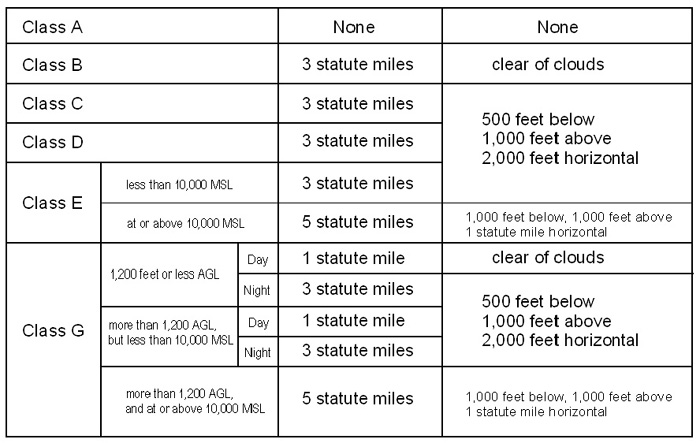 Class A None None
Class B 3 statute miles clear of clouds
Class C 3 statute miles
500 feet below
1,000 feet above
2,000 feet horizontal
Class D 3 statute miles
Class E
less than 10,000 MSL 3 statute miles
at or above 10,000 MSL 5 statute miles
1,000 feet below, 1,000 feet above
1 statute mile horizontal
Class G
1,200 feet or less AGL
Day 1 statute mile clear of clouds
Night 3 statute miles
500 feet below
1,000 feet above
2,000 feet horizontal
more than 1,200 AGL,
but less than 10,000 MSL
Day 1 statute mile
Night 3 statute miles
more than 1,200 AGL,
and at or above 10,000 MSL
5 statute miles
1,000 feet below, 1,000 feet above
1 statute mile horizontal